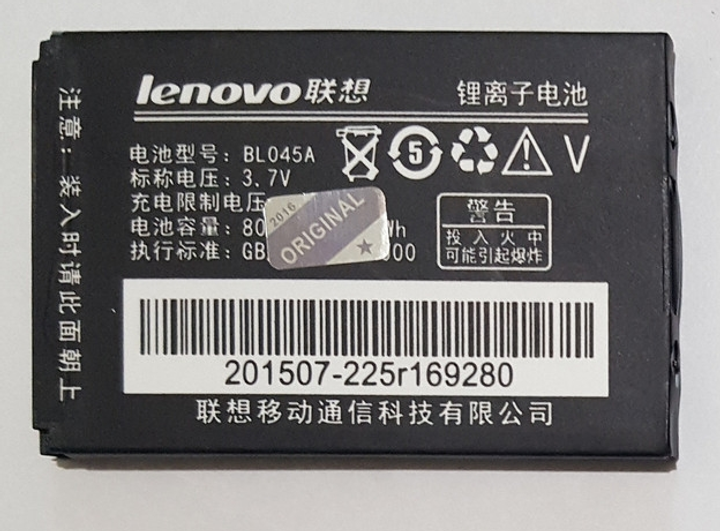 lenovo联想
锂离子电池
电池型号: BL045A
标称电压: 3.7V
充电限制电压
电池容量: 80
Wh
执行标准: GB
000
2016
ORIGINAL
5
V
警告
投入火中
可能引起爆炸
注意：装入时请此面朝上
201507-225r169280
联想移动通信科技有限公司